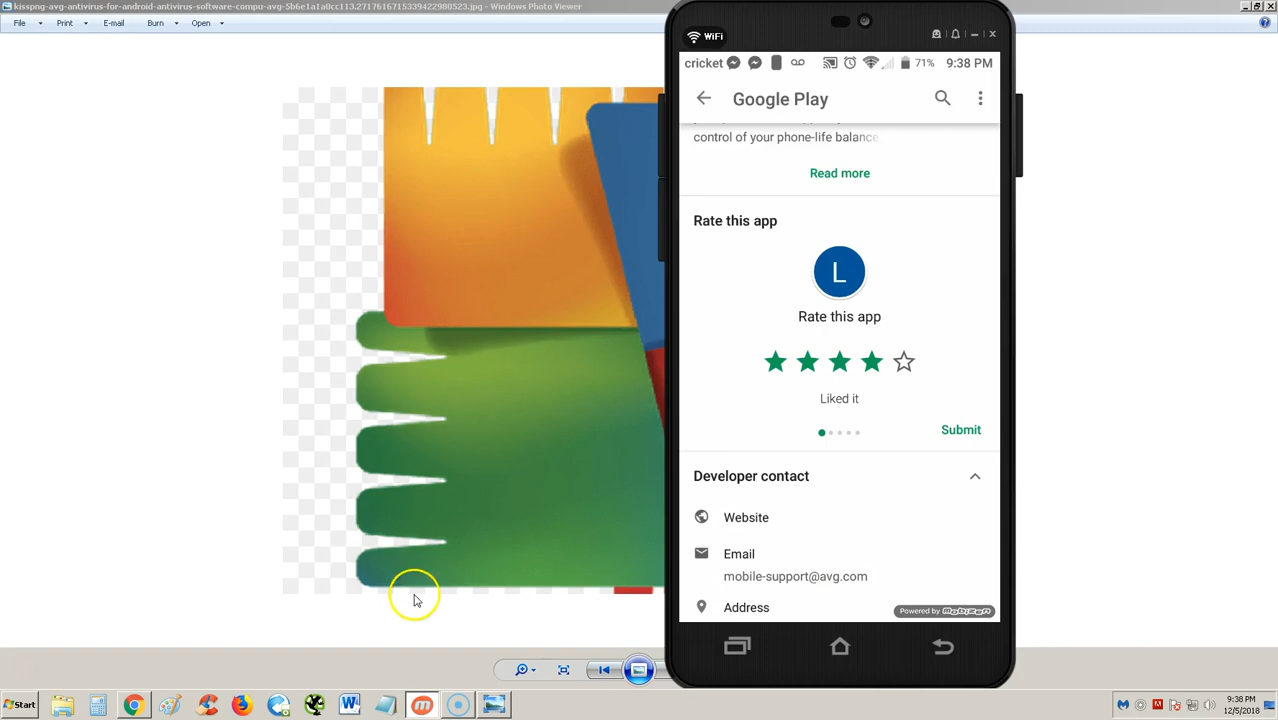 kisspng-avg-antivirus-for-android-antivirus-software-compu-avg-5b6e1a1a0cc113.2717616715339422980523.jpg - Windows Photo Viewer
File Print E-mail Burn Open
WiFi
cricket 71% 9:38 PM
Google Play
control of your phone-life balance
Read more
Rate this app
L
Rate this app
Liked it
Submit
Developer contact
Website
Email
mobile-support@avg.com
Address
Powered by mobizen
Start
9:38 PM
12/5/2018